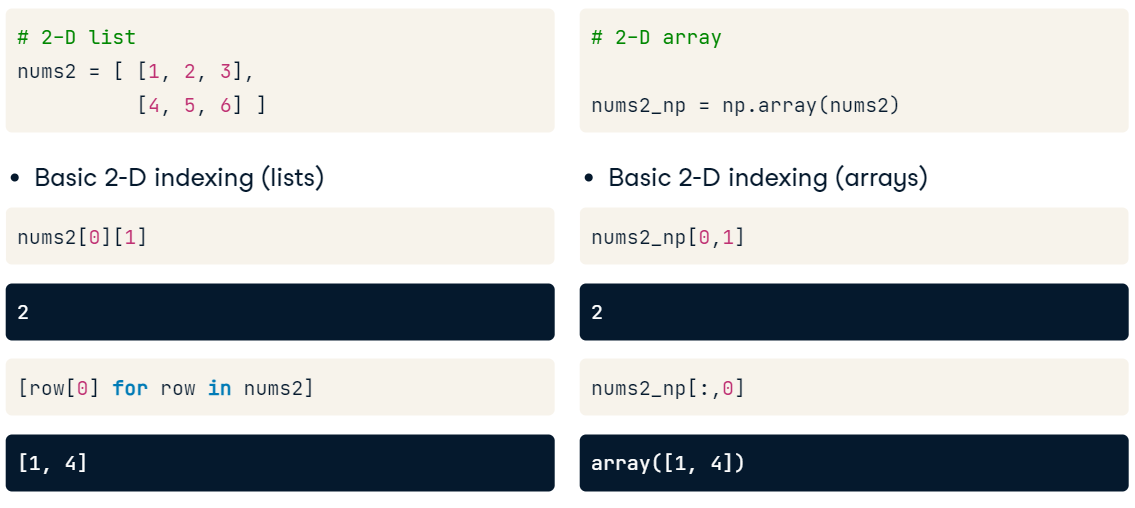 # 2-D list
nums2 = [ [1, 2, 3],
          [4, 5, 6] ]
• Basic 2-D indexing (lists)
nums2[0][1]
2
[row[0] for row in nums2]
[1, 4]
# 2-D array
nums2_np = np.array(nums2)
• Basic 2-D indexing (arrays)
nums2_np[0,1]
2
nums2_np[:,0]
array([1, 4])